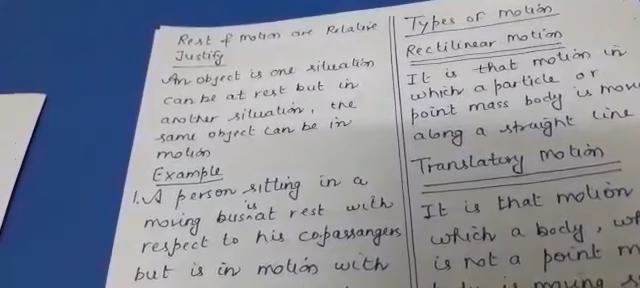 Rest & motion are Relative
Justify
An object is one situation
can be at rest but in
another situation, the
same object can be in
motion
Example
1. A person sitting in a
moving bus is at rest with
respect to his copassangers
but is in motion with
Types of motion
Rectilinear motion
It is that motion in
which a particle or
point mass body is mov
along a straight line
Translatory motion
It is that motion
which a body, wh
is not a point m
is moving